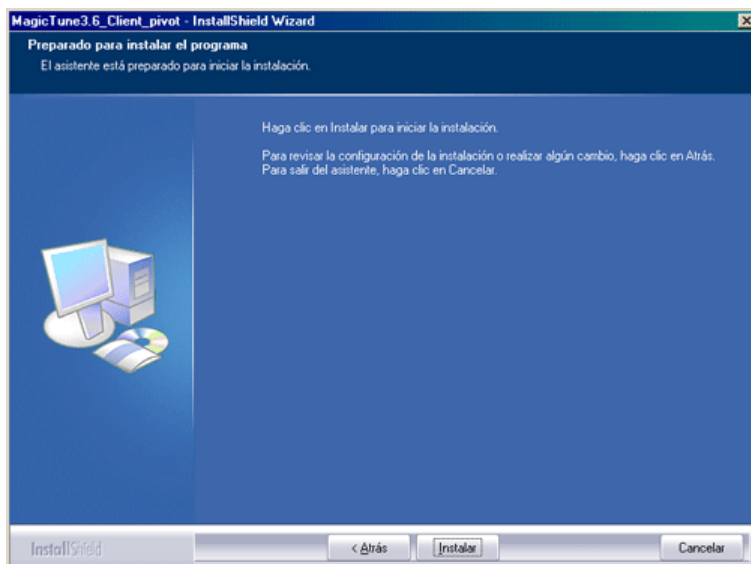 MagicTune3.6_Client_pivot - InstallShield Wizard
Preparado para instalar el programa
El asistente está preparado para iniciar la instalación.
Haga clic en Instalar para iniciar la instalación.
Para revisar la configuración de la instalación o realizar algún cambio, haga clic en Atrás.
Para salir del asistente, haga clic en Cancelar.
InstallShield
< Atrás
Instalar
Cancelar